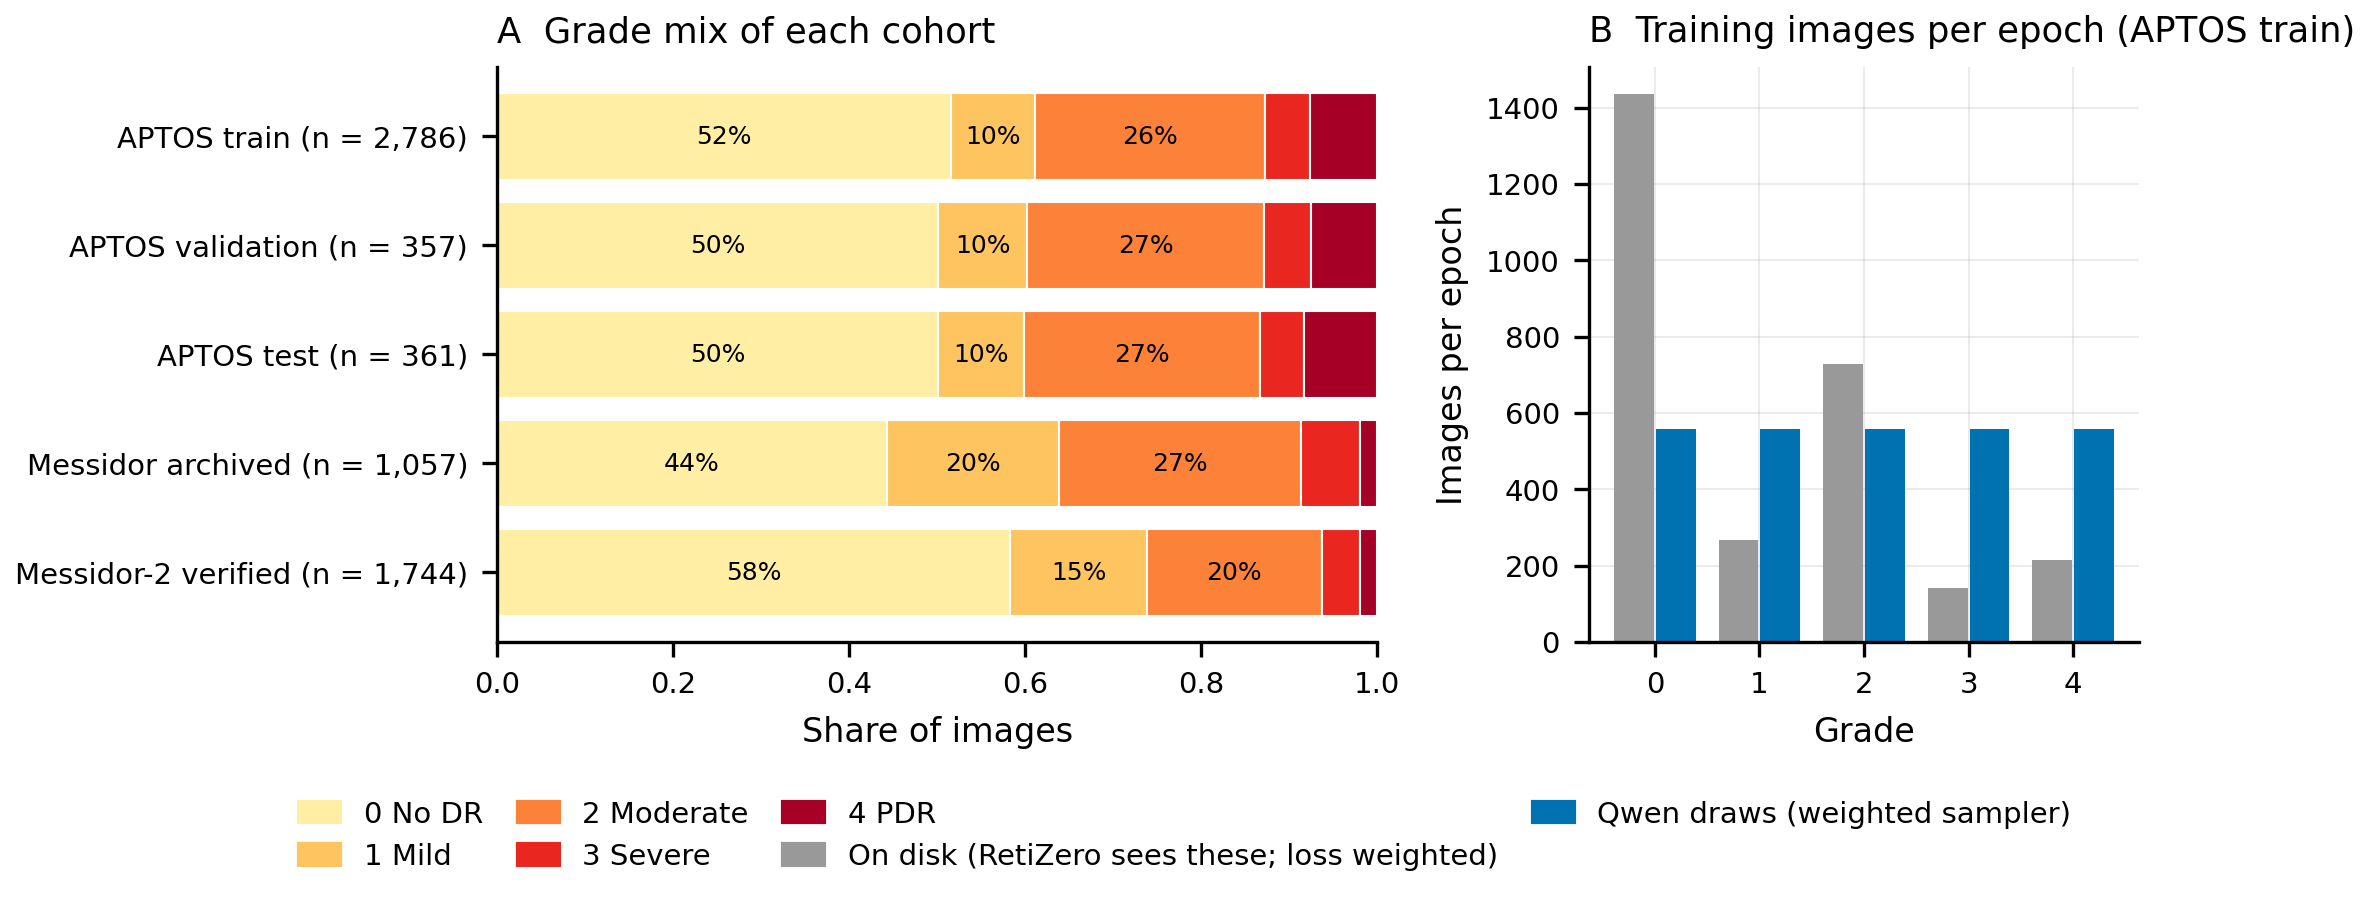 A  Grade mix of each cohort
APTOS train (n = 2,786)
52%
10%
26%
APTOS validation (n = 357)
50%
10%
27%
APTOS test (n = 361)
50%
10%
27%
Messidor archived (n = 1,057)
44%
20%
27%
Messidor-2 verified (n = 1,744)
58%
15%
20%
0.0
0.2
0.4
0.6
0.8
1.0
Share of images
B  Training images per epoch (APTOS train)
Images per epoch
1400
1200
1000
800
600
400
200
0
0
1
2
3
4
Grade
0 No DR
1 Mild
2 Moderate
3 Severe
4 PDR
On disk (RetiZero sees these; loss weighted)
Qwen draws (weighted sampler)